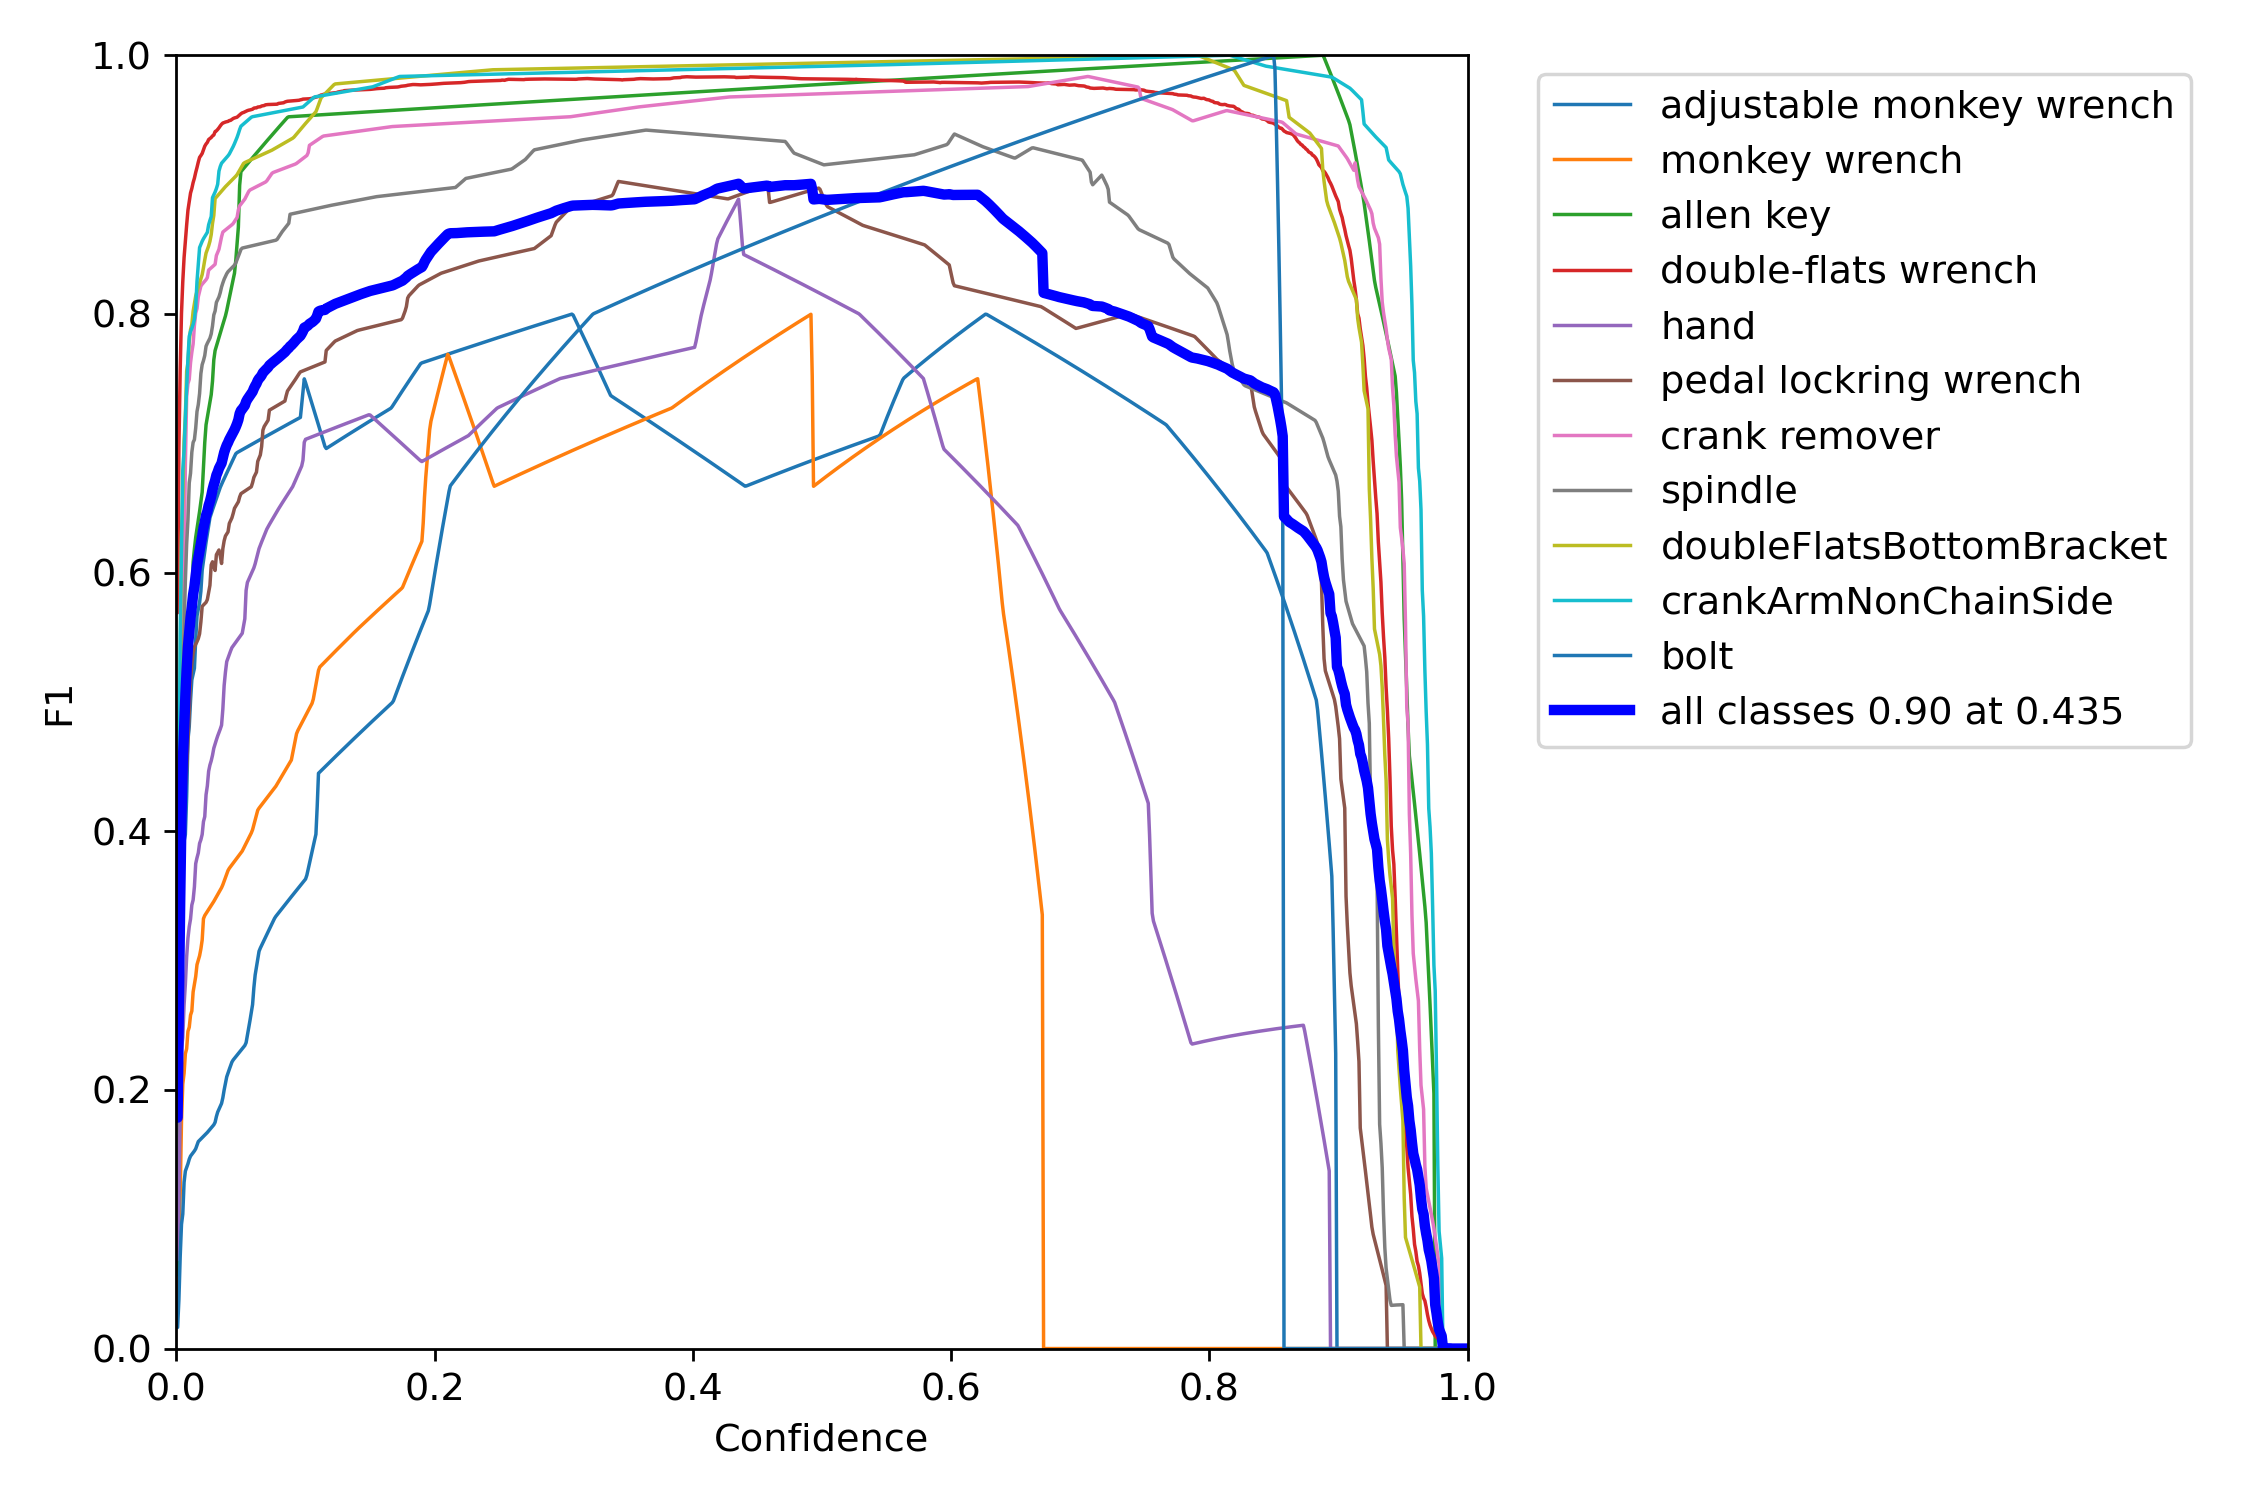 1.0
0.8
0.6
0.4
0.2
0.0
F1
0.0 0.2 0.4 0.6 0.8 1.0
Confidence
adjustable monkey wrench
monkey wrench
allen key
double-flats wrench
hand
pedal lockring wrench
crank remover
spindle
doubleFlatsBottomBracket
crankArmNonChainSide
bolt
all classes 0.90 at 0.435